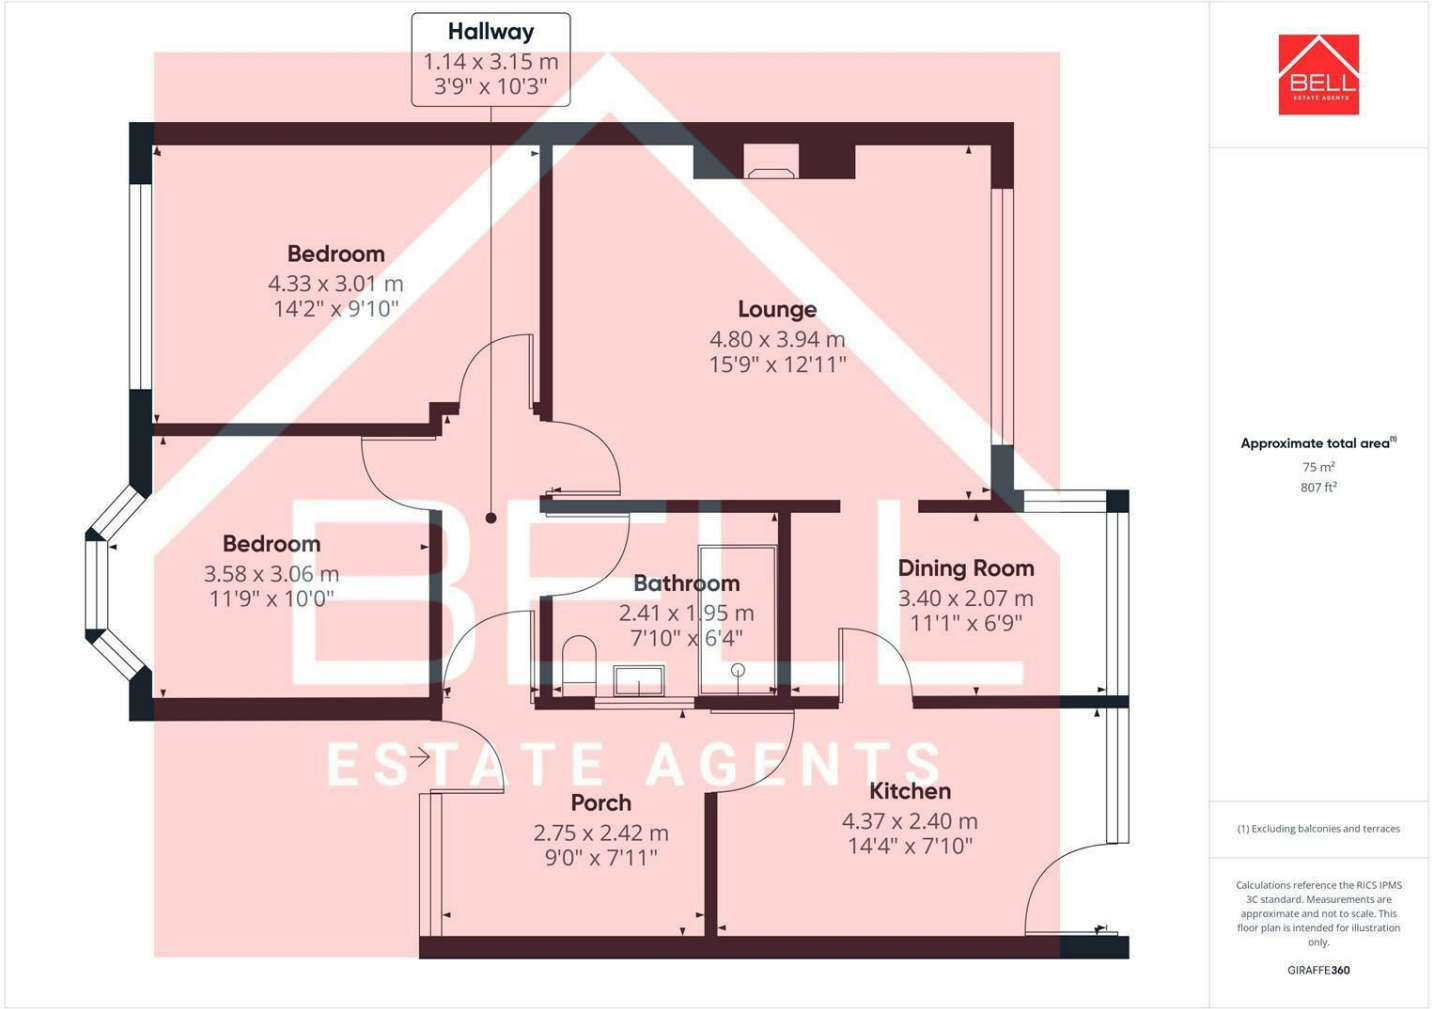 Hallway
1.14 x 3.15 m
3'9" x 10'3"
BELL
ESTATE AGENTS
Bedroom
4.33 x 3.01 m
14'2" x 9'10"
Lounge
4.80 x 3.94 m
15'9" x 12'11"
Bedroom
3.58 x 3.06 m
11'9" x 10'0"
Bathroom
2.41 x 1.95 m
7'10" x 6'4"
Dining Room
3.40 x 2.07 m
11'1" x 6'9"
BELL
ESTATE AGENTS
Porch
2.75 x 2.42 m
9'0" x 7'11"
Kitchen
4.37 x 2.40 m
14'4" x 7'10"
Approximate total area(1)
75 m²
807 ft²
(1) Excluding balconies and terraces
Calculations reference the RICS IPMS
3C standard. Measurements are
approximate and not to scale. This
floor plan is intended for illustration
only.
GIRAFFE360